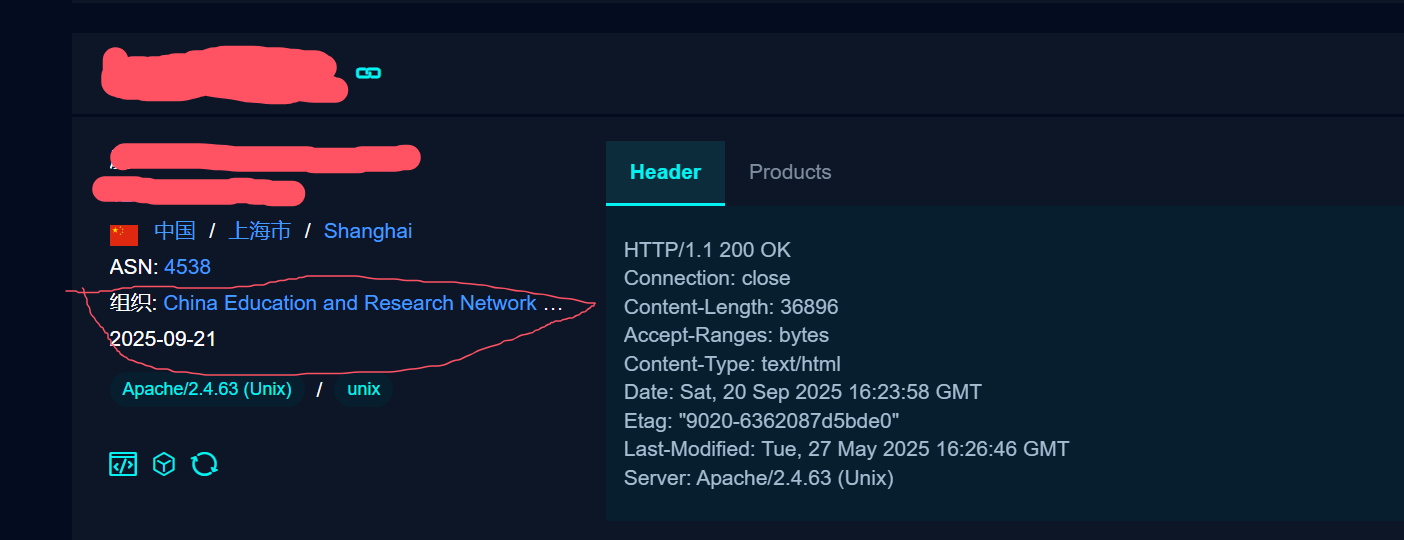 Header Products
中国 / 上海市 / Shanghai
ASN: 4538
组织: China Education and Research Network …
2025-09-21
Apache/2.4.63 (Unix) / unix
HTTP/1.1 200 OK
Connection: close
Content-Length: 36896
Accept-Ranges: bytes
Content-Type: text/html
Date: Sat, 20 Sep 2025 16:23:58 GMT
Etag: "9020-6362087d5bde0"
Last-Modified: Tue, 27 May 2025 16:26:46 GMT
Server: Apache/2.4.63 (Unix)